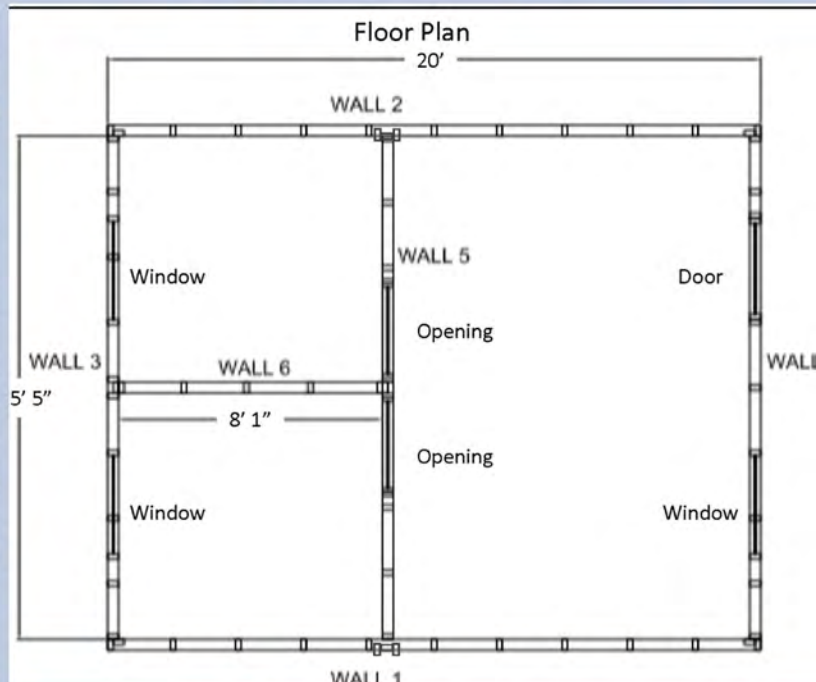 Floor Plan
20'
WALL 2
WALL 5
Window
Door
Opening
WALL 3
WALL 6
WALL
5' 5"
8' 1"
Opening
Window
Window
WALL 1